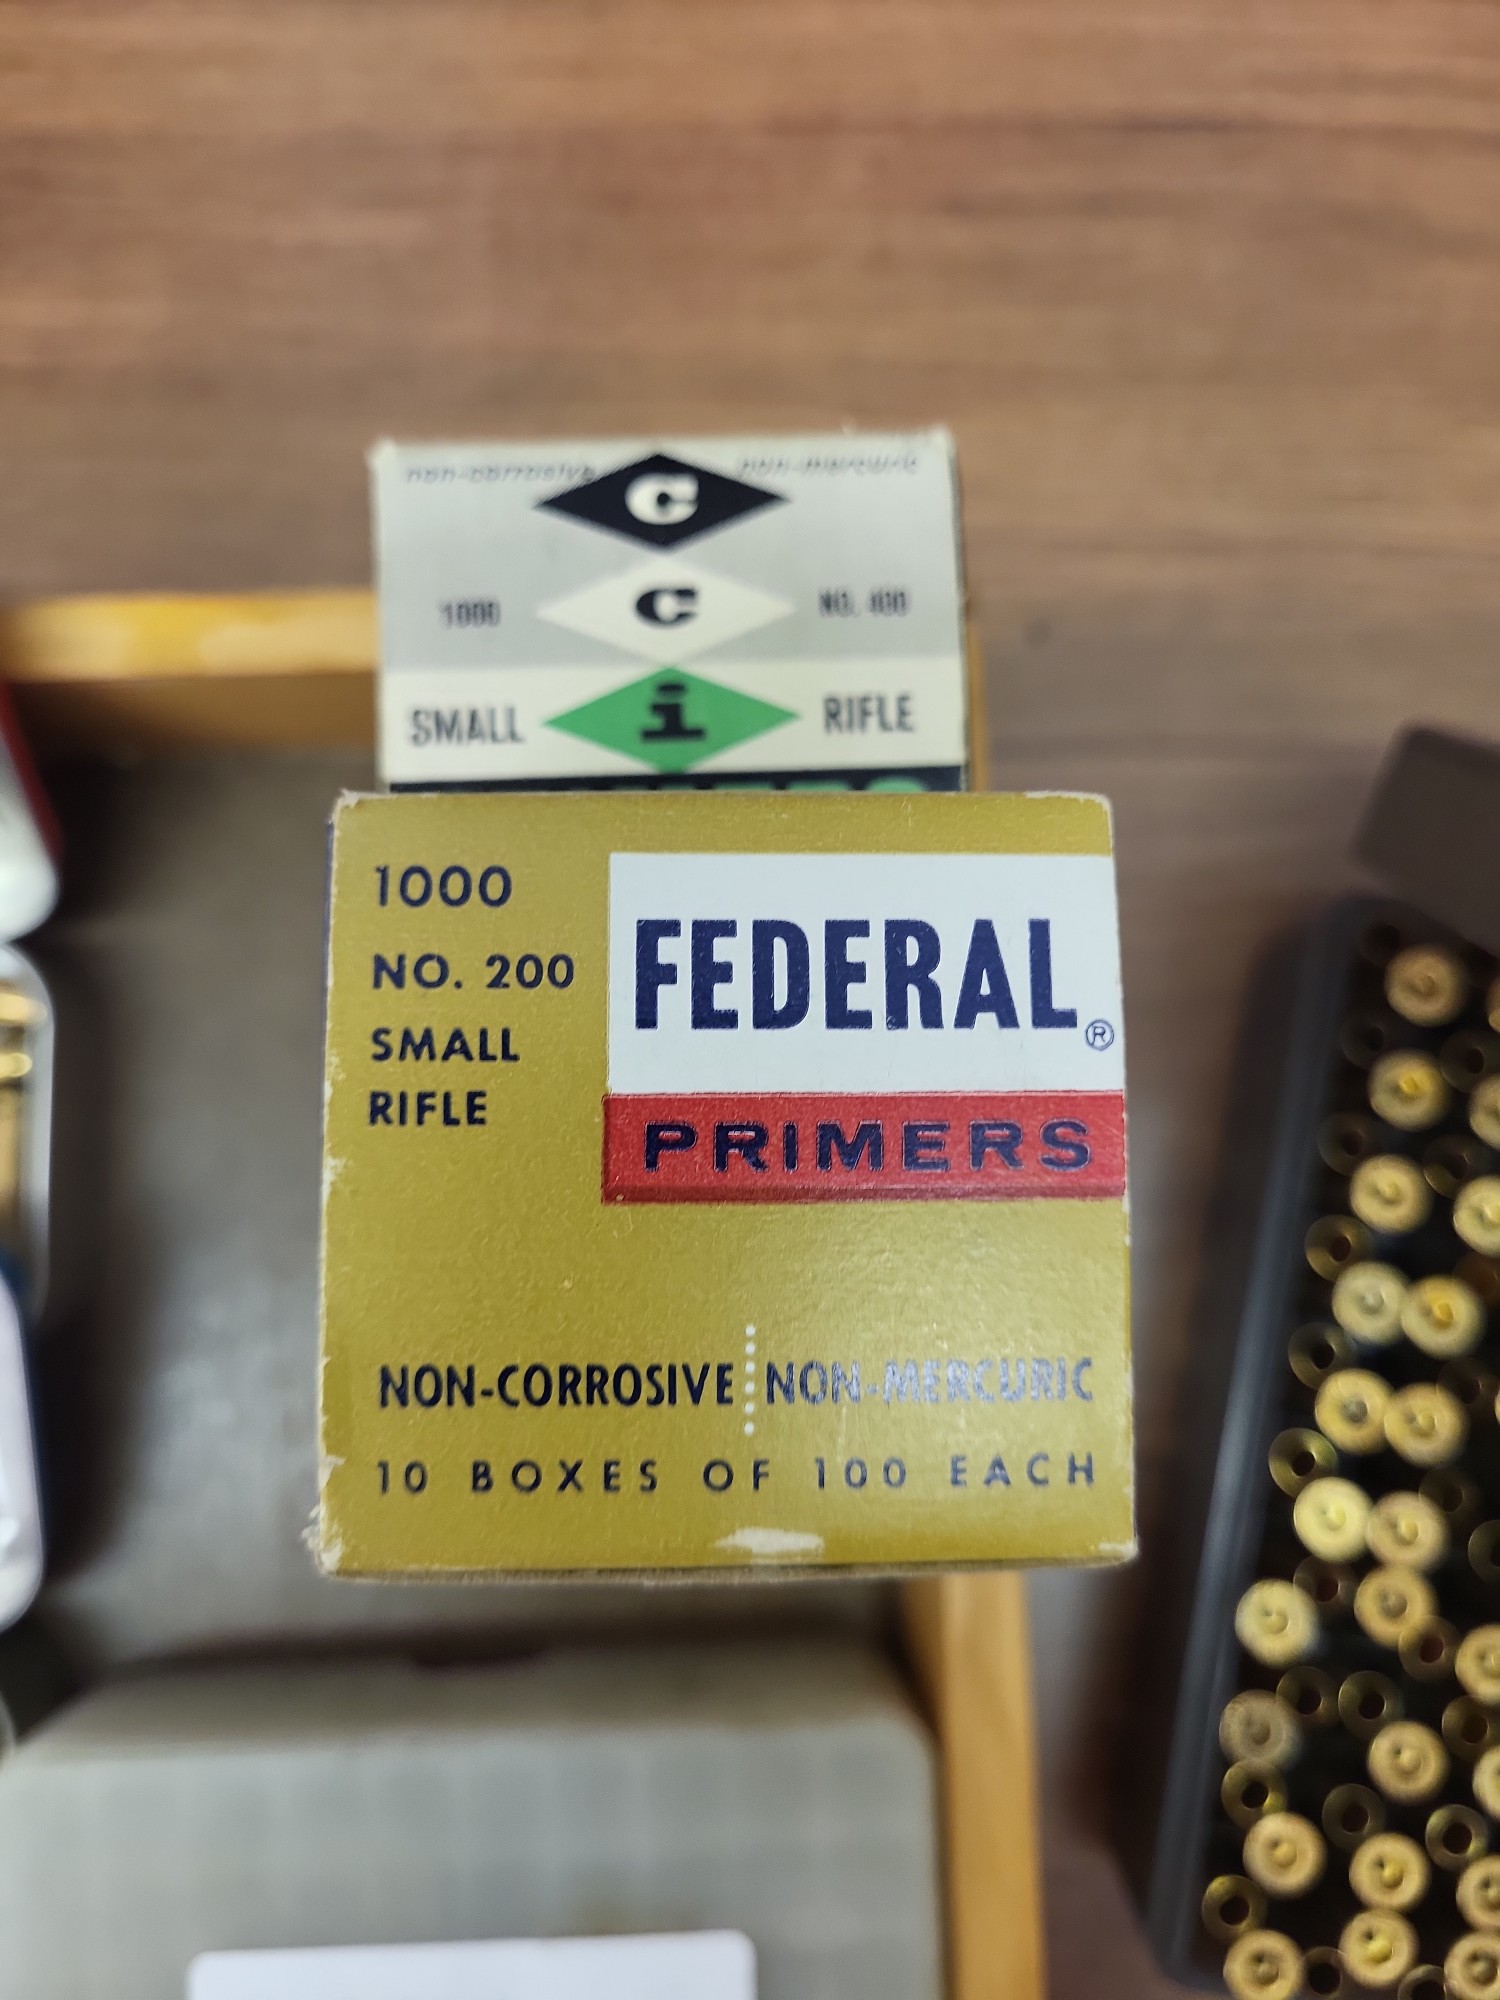 non-corrosive non-mercuric
C
1000 C NO. 400
SMALL i RIFLE
1000
NO. 200
SMALL
RIFLE
FEDERAL®
PRIMERS
NON-CORROSIVE NON-MERCURIC
10 BOXES OF 100 EACH